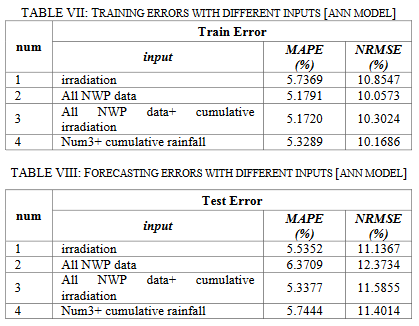 TABLE VII: TRAINING ERRORS WITH DIFFERENT INPUTS [ANN MODEL]
num
Train Error
input
MAPE (%)
NRMSE (%)
1 irradiation 5.7369 10.8547
2 All NWP data 5.1791 10.0573
3 All NWP data+ cumulative irradiation 5.1720 10.3024
4 Num3+ cumulative rainfall 5.3289 10.1686
TABLE VIII: FORECASTING ERRORS WITH DIFFERENT INPUTS [ANN MODEL]
num
Test Error
input
MAPE (%)
NRMSE (%)
1 irradiation 5.5352 11.1367
2 All NWP data 6.3709 12.3734
3 All NWP data+ cumulative irradiation 5.3377 11.5855
4 Num3+ cumulative rainfall 5.7444 11.4014